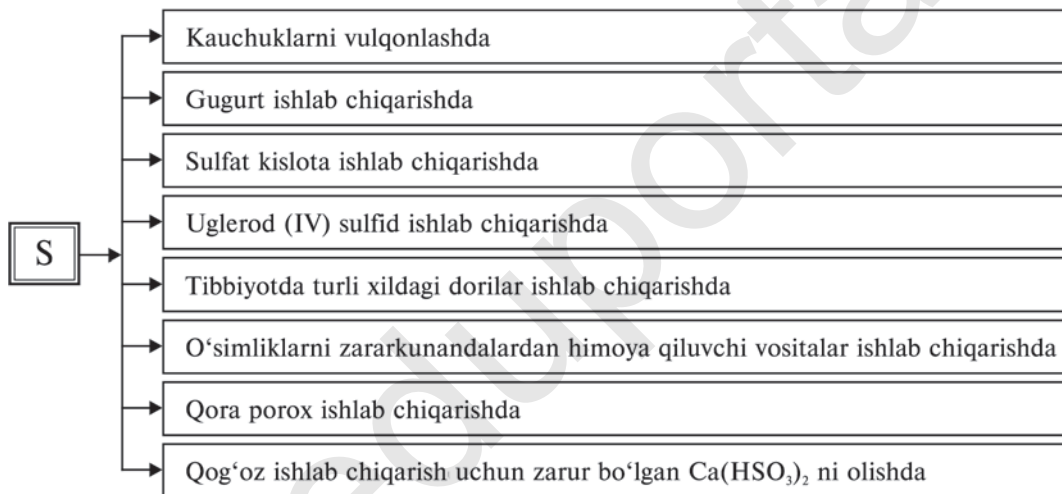 Kauchuklarni vulqonlashda
Gugurt ishlab chiqarishda
Sulfat kislota ishlab chiqarishda
Uglerod (IV) sulfid ishlab chiqarishda
S
Tibbiyotda turli xildagi dorilar ishlab chiqarishda
O‘simliklarni zararkunandalardan himoya qiluvchi vositalar ishlab chiqarishda
Qora porox ishlab chiqarishda
Qog‘oz ishlab chiqarish uchun zarur bo‘lgan Ca(HSO₃)₂ ni olishda
eduporta